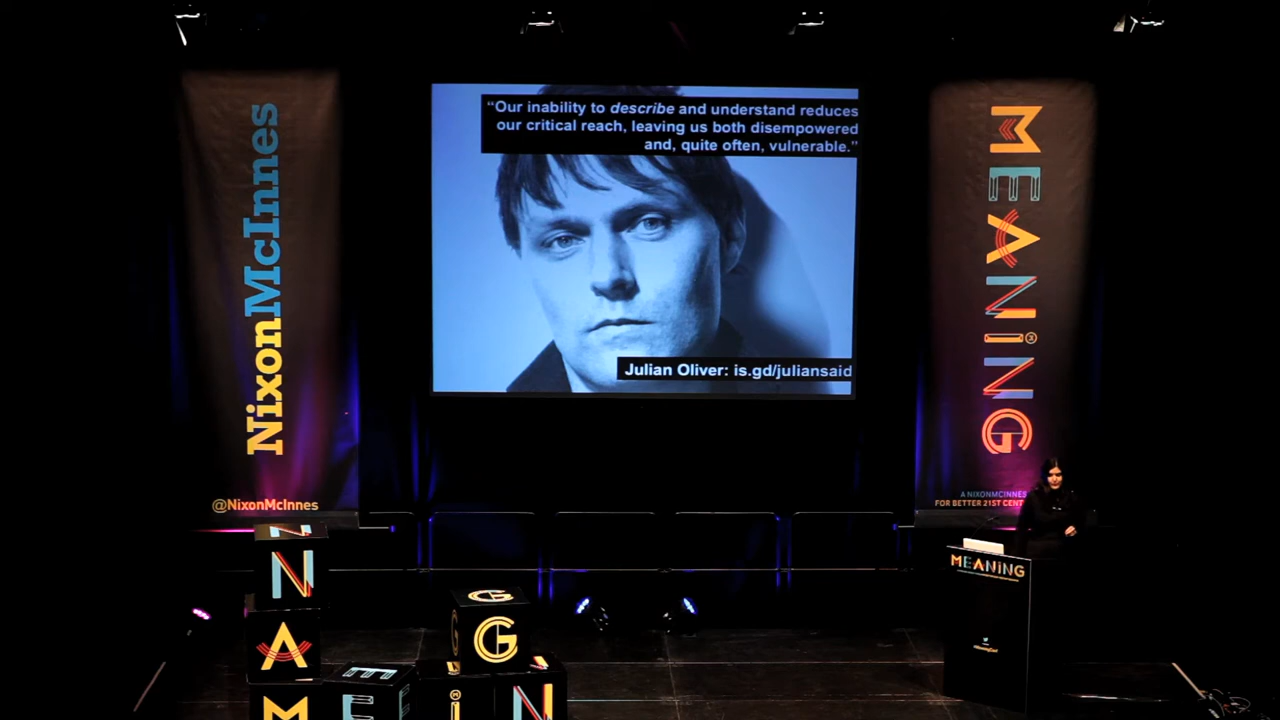 “Our inability to describe and understand reduces
our critical reach, leaving us both disempowered
and, quite often, vulnerable.”
Julian Oliver: is.gd/juliansaid
NixonMcInnes
@NixonMcInnes
MEANiNG
A NIXONMCINNES
FOR BETTER 21ST CENT
MEANiNG
N
N
A
M
E
G
G
i
N